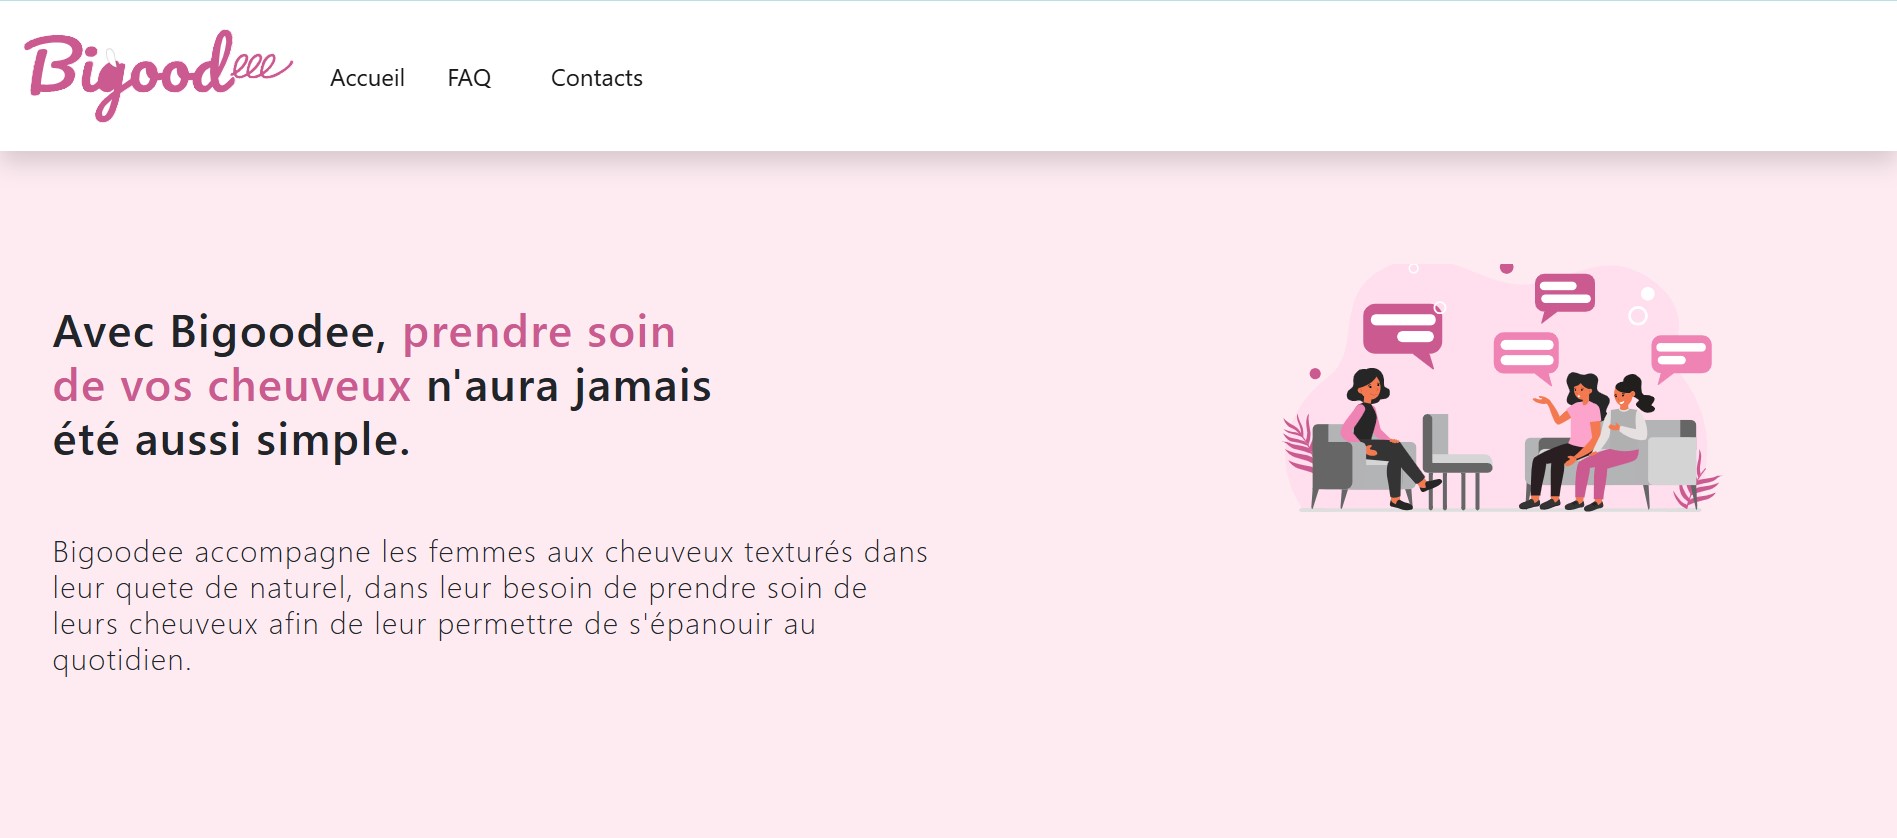 Bigoodeee
Accueil FAQ Contacts
Avec Bigoodee, prendre soin
de vos cheuveux n'aura jamais
été aussi simple.
Bigoodee accompagne les femmes aux cheuveux texturés dans
leur quete de naturel, dans leur besoin de prendre soin de
leurs cheuveux afin de leur permettre de s'épanouir au
quotidien.